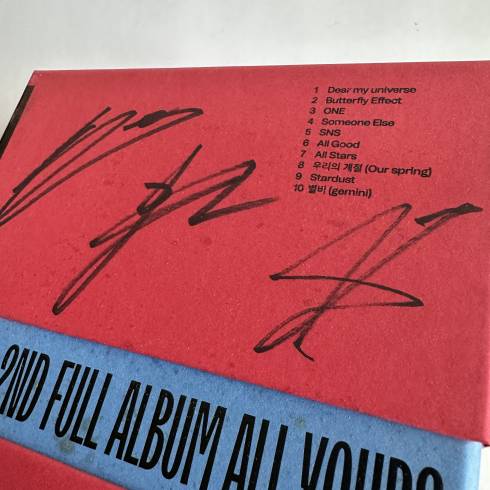 1 Dear my universe
2 Butterfly Effect
3 ONE
4 Someone Else
5 SNS
6 All Good
7 All Stars
8 우리의 계절 (Our spring)
9 Stardust
10 별비 (gemini)
2ND FULL ALBUM ALL YOURS